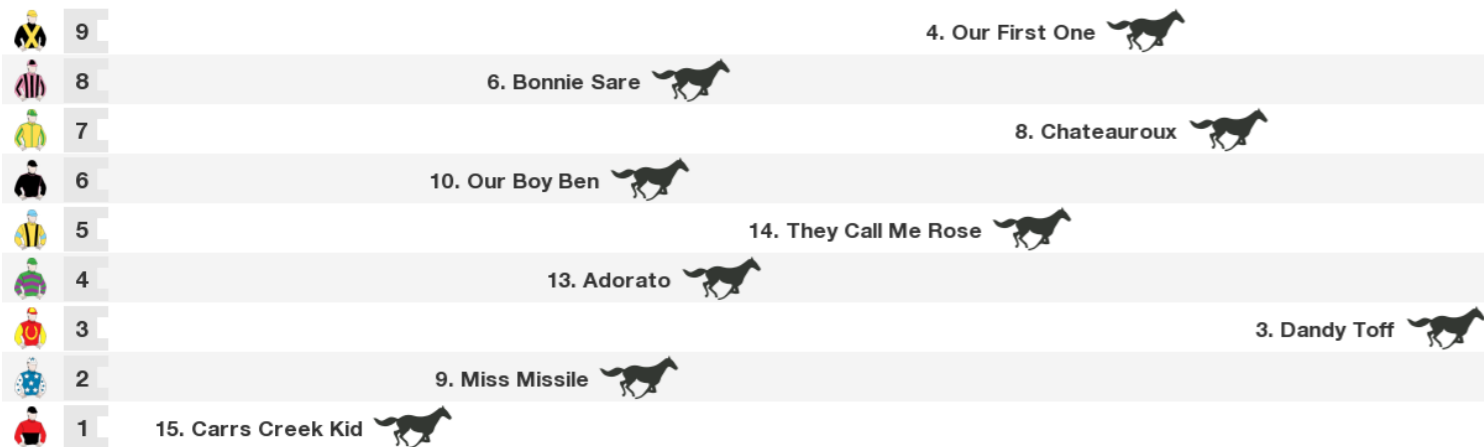 9 4. Our First One
8 6. Bonnie Sare
7 8. Chateauroux
6 10. Our Boy Ben
5 14. They Call Me Rose
4 13. Adorato
3 3. Dandy Toff
2 9. Miss Missile
1 15. Carrs Creek Kid